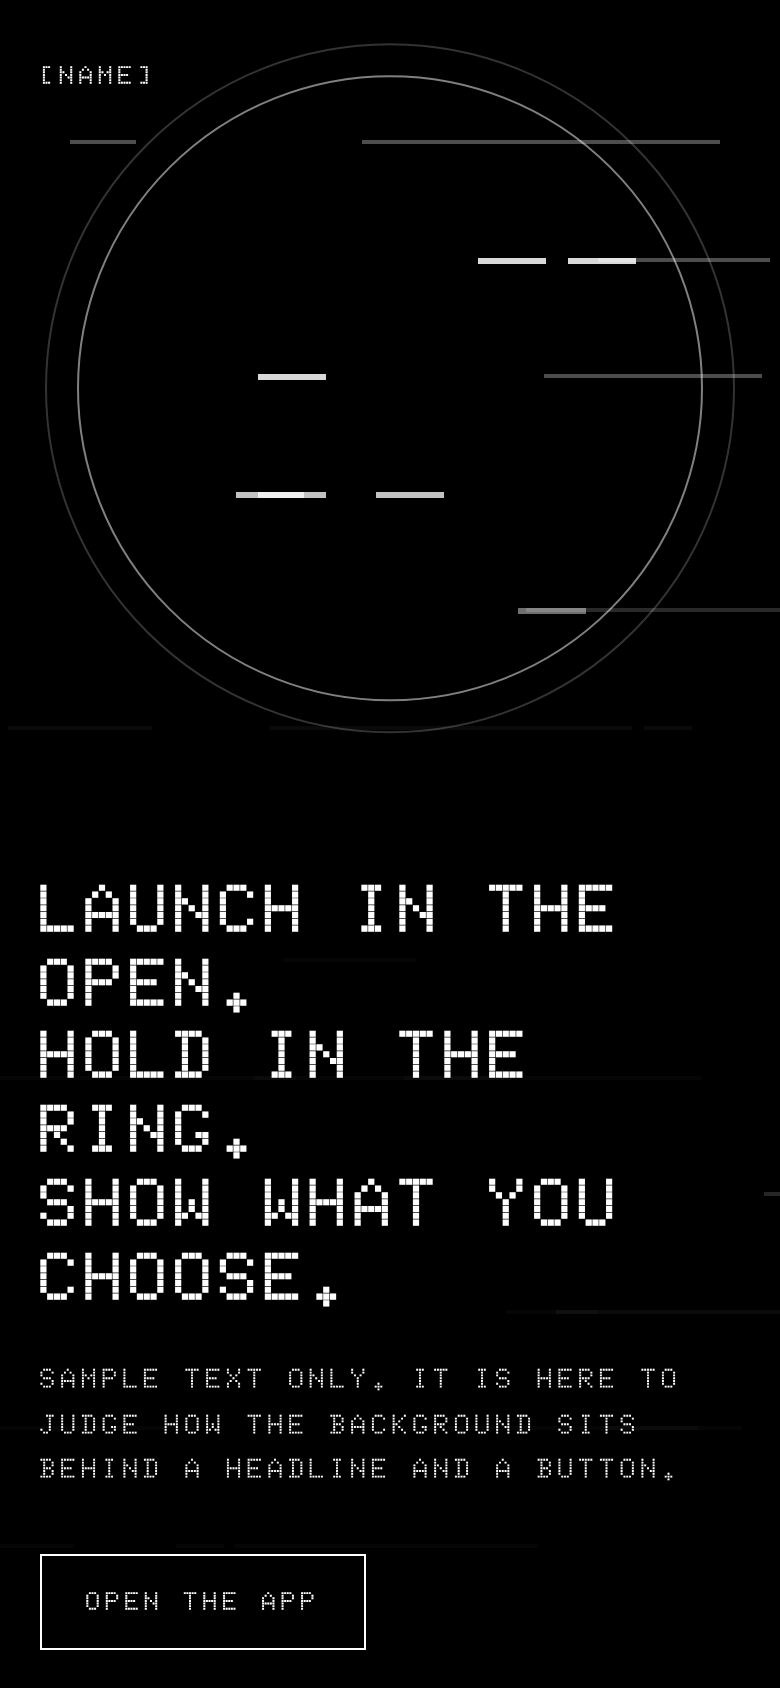 [NAME]
LAUNCH IN THE
OPEN.
HOLD IN THE
RING.
SHOW WHAT YOU
CHOOSE.
SAMPLE TEXT ONLY. IT IS HERE TO
JUDGE HOW THE BACKGROUND SITS
BEHIND A HEADLINE AND A BUTTON.
OPEN THE APP